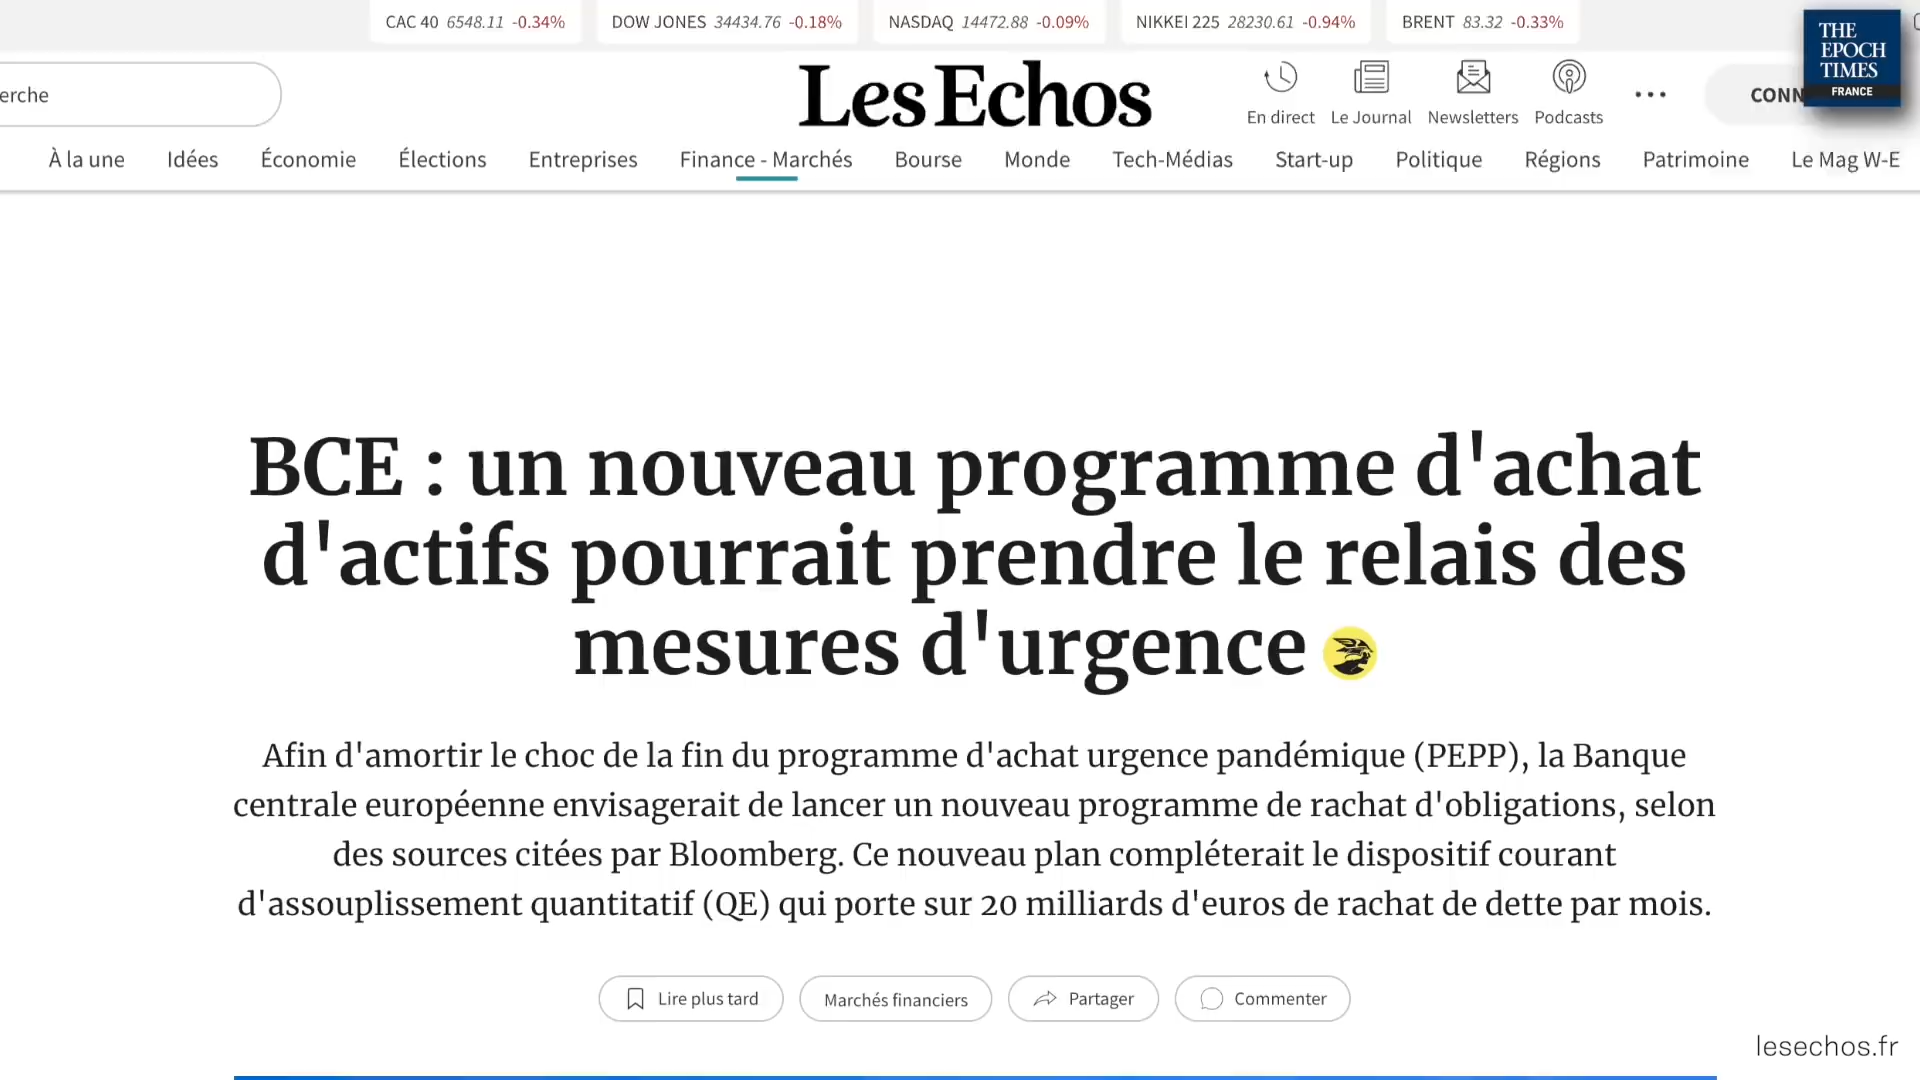 CAC 40 6548.11 -0.34% DOW JONES 34434.76 -0.18% NASDAQ 14472.88 -0.09% NIKKEI 225 28230.61 -0.94% BRENT 83.32 -0.33%
THE
EPOCH
TIMES
FRANCE
erche
Les Echos
En direct Le Journal Newsletters Podcasts
CONN
À la une Idées Économie Élections Entreprises Finance - Marchés Bourse Monde Tech-Médias Start-up Politique Régions Patrimoine Le Mag W-E
BCE : un nouveau programme d'achat
d'actifs pourrait prendre le relais des
mesures d'urgence
Afin d'amortir le choc de la fin du programme d'achat urgence pandémique (PEPP), la Banque
centrale européenne envisagerait de lancer un nouveau programme de rachat d'obligations, selon
des sources citées par Bloomberg. Ce nouveau plan compléterait le dispositif courant
d'assouplissement quantitatif (QE) qui porte sur 20 milliards d'euros de rachat de dette par mois.
Lire plus tard Marchés financiers Partager Commenter
lesechos.fr